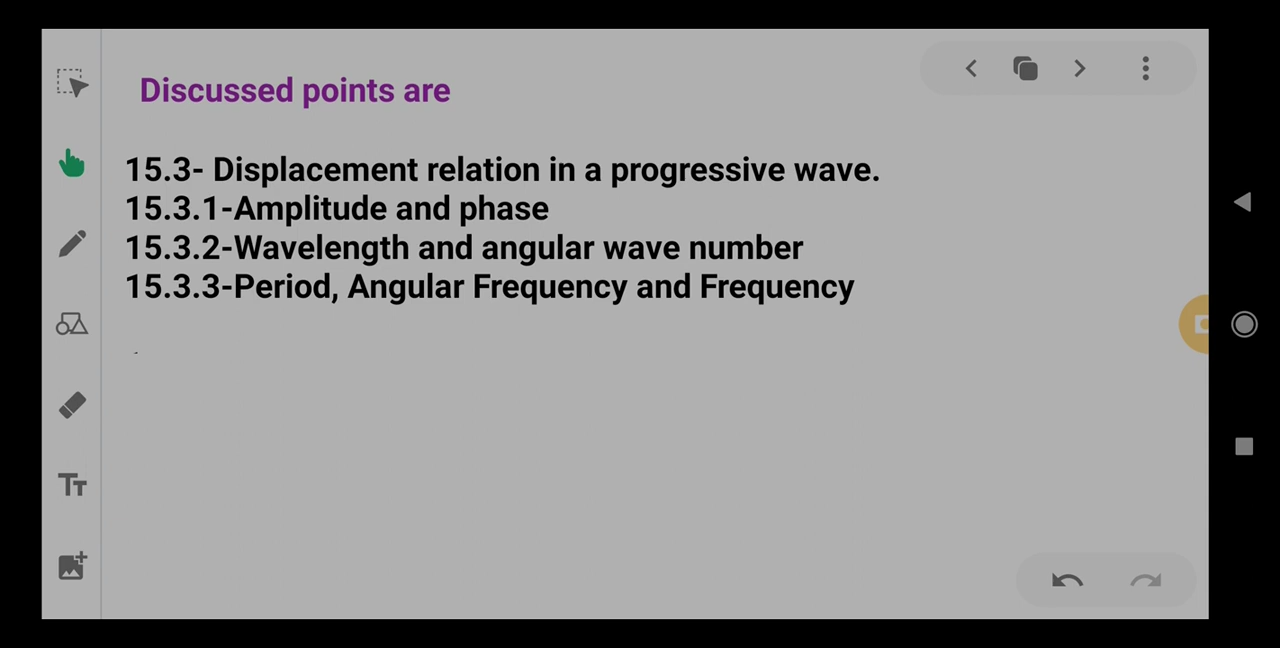 Discussed points are
15.3- Displacement relation in a progressive wave.
15.3.1-Amplitude and phase
15.3.2-Wavelength and angular wave number
15.3.3-Period, Angular Frequency and Frequency
TT